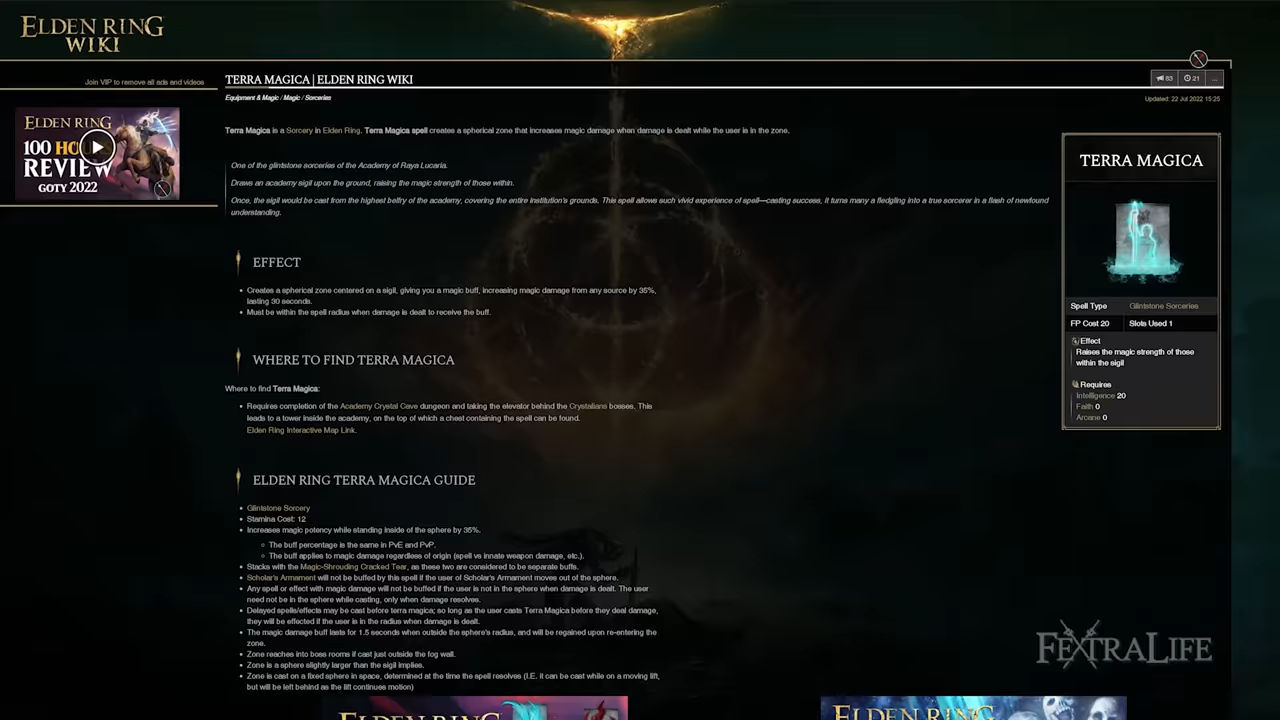 ELDEN RING
WIKI
Join VIP to remove all ads and videos
ELDEN RING
100 HO
REVIEW
GOTY 2022
TERRA MAGICA | ELDEN RING WIKI
83
21
...
Equipment & Magic / Magic / Sorceries
Updated: 22 Jul 2022 15:25
Terra Magica is a Sorcery in Elden Ring. Terra Magica spell creates a spherical zone that increases magic damage when damage is dealt while the user is in the zone.
One of the glintstone sorceries of the Academy of Raya Lucaria.
Draws an academy sigil upon the ground, raising the magic strength of those within.
Once, the sigil would be cast from the highest belfry of the academy, covering the entire institution's grounds. This spell allows such vivid experience of spell—casting success, it turns many a fledgling into a true sorcerer in a flash of newfound
understanding.
EFFECT
• Creates a spherical zone centered on a sigil, giving you a magic buff, increasing magic damage from any source by 35%,
lasting 30 seconds.
• Must be within the spell radius when damage is dealt to receive the buff.
WHERE TO FIND TERRA MAGICA
Where to find Terra Magica:
• Requires completion of the Academy Crystal Cave dungeon and taking the elevator behind the Crystalians bosses. This
leads to a tower inside the academy, on the top of which a chest containing the spell can be found.
Elden Ring Interactive Map Link.
ELDEN RING TERRA MAGICA GUIDE
• Glintstone Sorcery
• Stamina Cost: 12
• Increases magic potency while standing inside of the sphere by 35%.
The buff percentage is the same in PvE and PvP.
The buff applies to magic damage regardless of origin (spell vs innate weapon damage, etc.).
• Stacks with the Magic-Shrouding Cracked Tear, as these two are considered to be separate buffs.
• Scholar's Armament will not be buffed by this spell if the user of Scholar's Armament moves out of the sphere.
• Any spell or effect with magic damage will not be buffed if the user is not in the sphere when damage is dealt. The user
need not be in the sphere while casting, only when damage resolves.
• Delayed spells/effects may be cast before terra magica; so long as the user casts Terra Magica before they deal damage,
they will be effected if the user is in the radius when damage is dealt.
• The magic damage buff lasts for 1.5 seconds when outside the sphere's radius, and will be regained upon re-entering the
zone.
• Zone reaches into boss rooms if cast just outside the fog wall.
• Zone is a sphere slightly larger than the sigil implies.
• Zone is cast on a fixed sphere in space, determined at the time the spell resolves (I.E. it can be cast while on a moving lift,
but will be left behind as the lift continues motion)
TERRA MAGICA
Spell Type Glintstone Sorceries
FP Cost 20 Slots Used 1
Effect
Raises the magic strength of those
within the sigil
Requires
Intelligence 20
Faith 0
Arcane 0
FEXTRALIFE
ELDEN RING
ELDEN RING